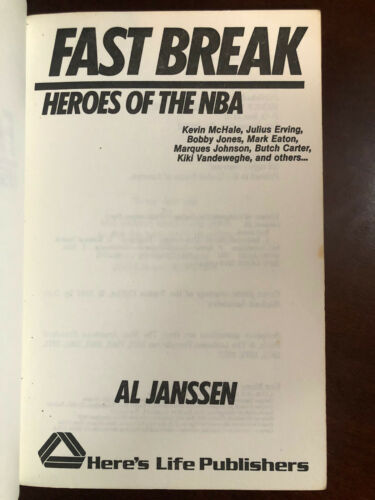 FAST BREAK
HEROES OF THE NBA
Kevin McHale, Julius Erving,
Bobby Jones, Mark Eaton,
Marques Johnson, Butch Carter,
Kiki Vandeweghe, and others...
AL JANSSEN
Here's Life Publishers